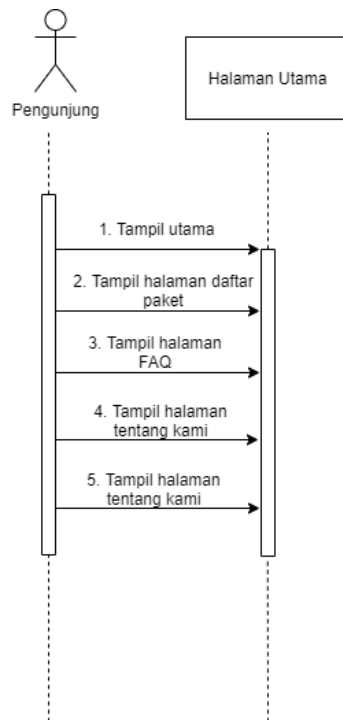 Pengunjung
Halaman Utama
1. Tampil utama
2. Tampil halaman daftar
paket
3. Tampil halaman
FAQ
4. Tampil halaman
tentang kami
5. Tampil halaman
tentang kami